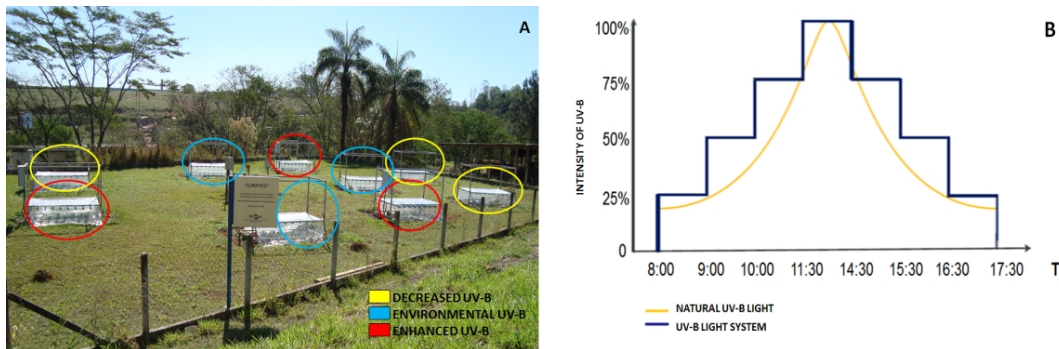 A
DECREASED UV-B
ENVIRONMENTAL UV-B
ENHANCED UV-B
B
INTENSITY OF UV-B
100%
75%
50%
25%
0
8:00 9:00 10:00 11:30 14:30 15:30 16:30 17:30 T
NATURAL UV-B LIGHT
UV-B LIGHT SYSTEM